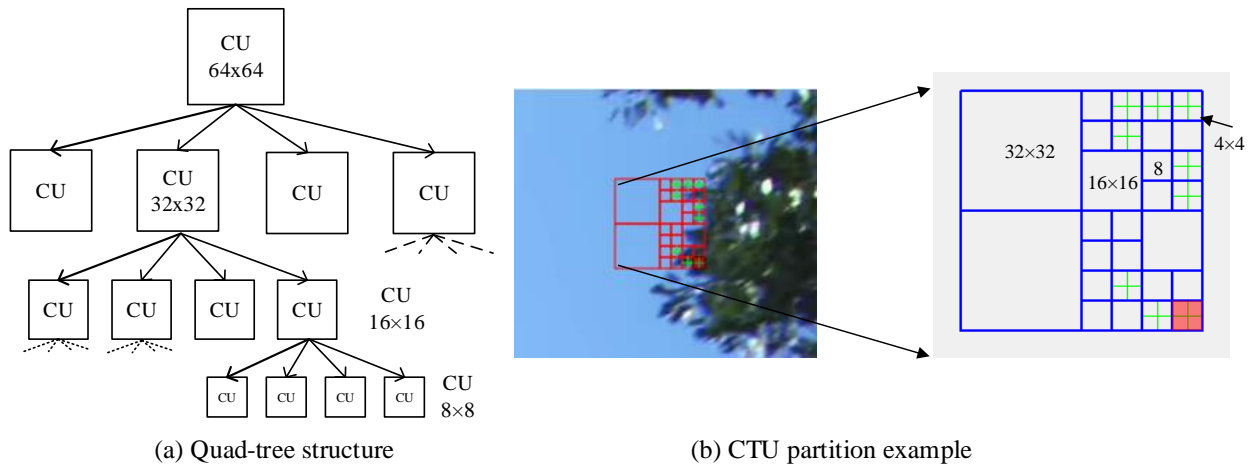 CU
64x64
CU
CU
32x32
CU
CU
CU
CU
CU
CU
CU
16×16
CU
CU
CU
CU
CU
8×8
(a) Quad-tree structure
32×32
16×16
8
4×4
(b) CTU partition example